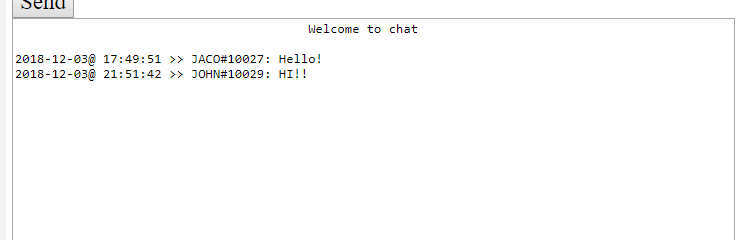 Send
Welcome to chat
2018-12-03@ 17:49:51 >> JACO#10027: Hello!
2018-12-03@ 21:51:42 >> JOHN#10029: HI!!